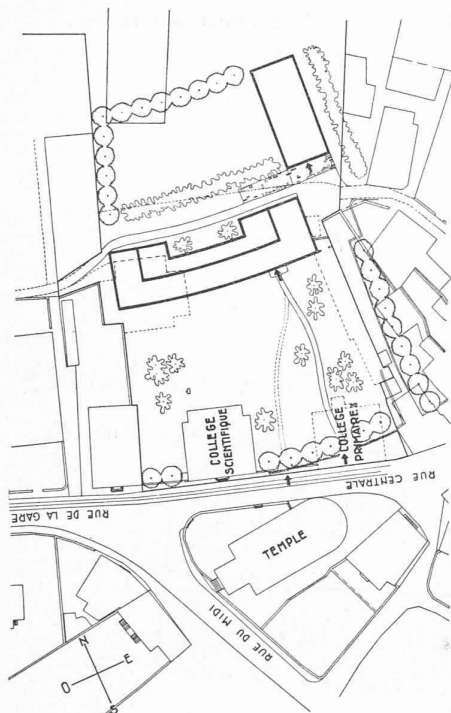 COLLEGE
SCIENTIFIQUE
COLLEGE
PRIMAIRE
RUE DE LA GARE
RUE CENTRALE
TEMPLE
RUE DU MIDI
N
O
E
S